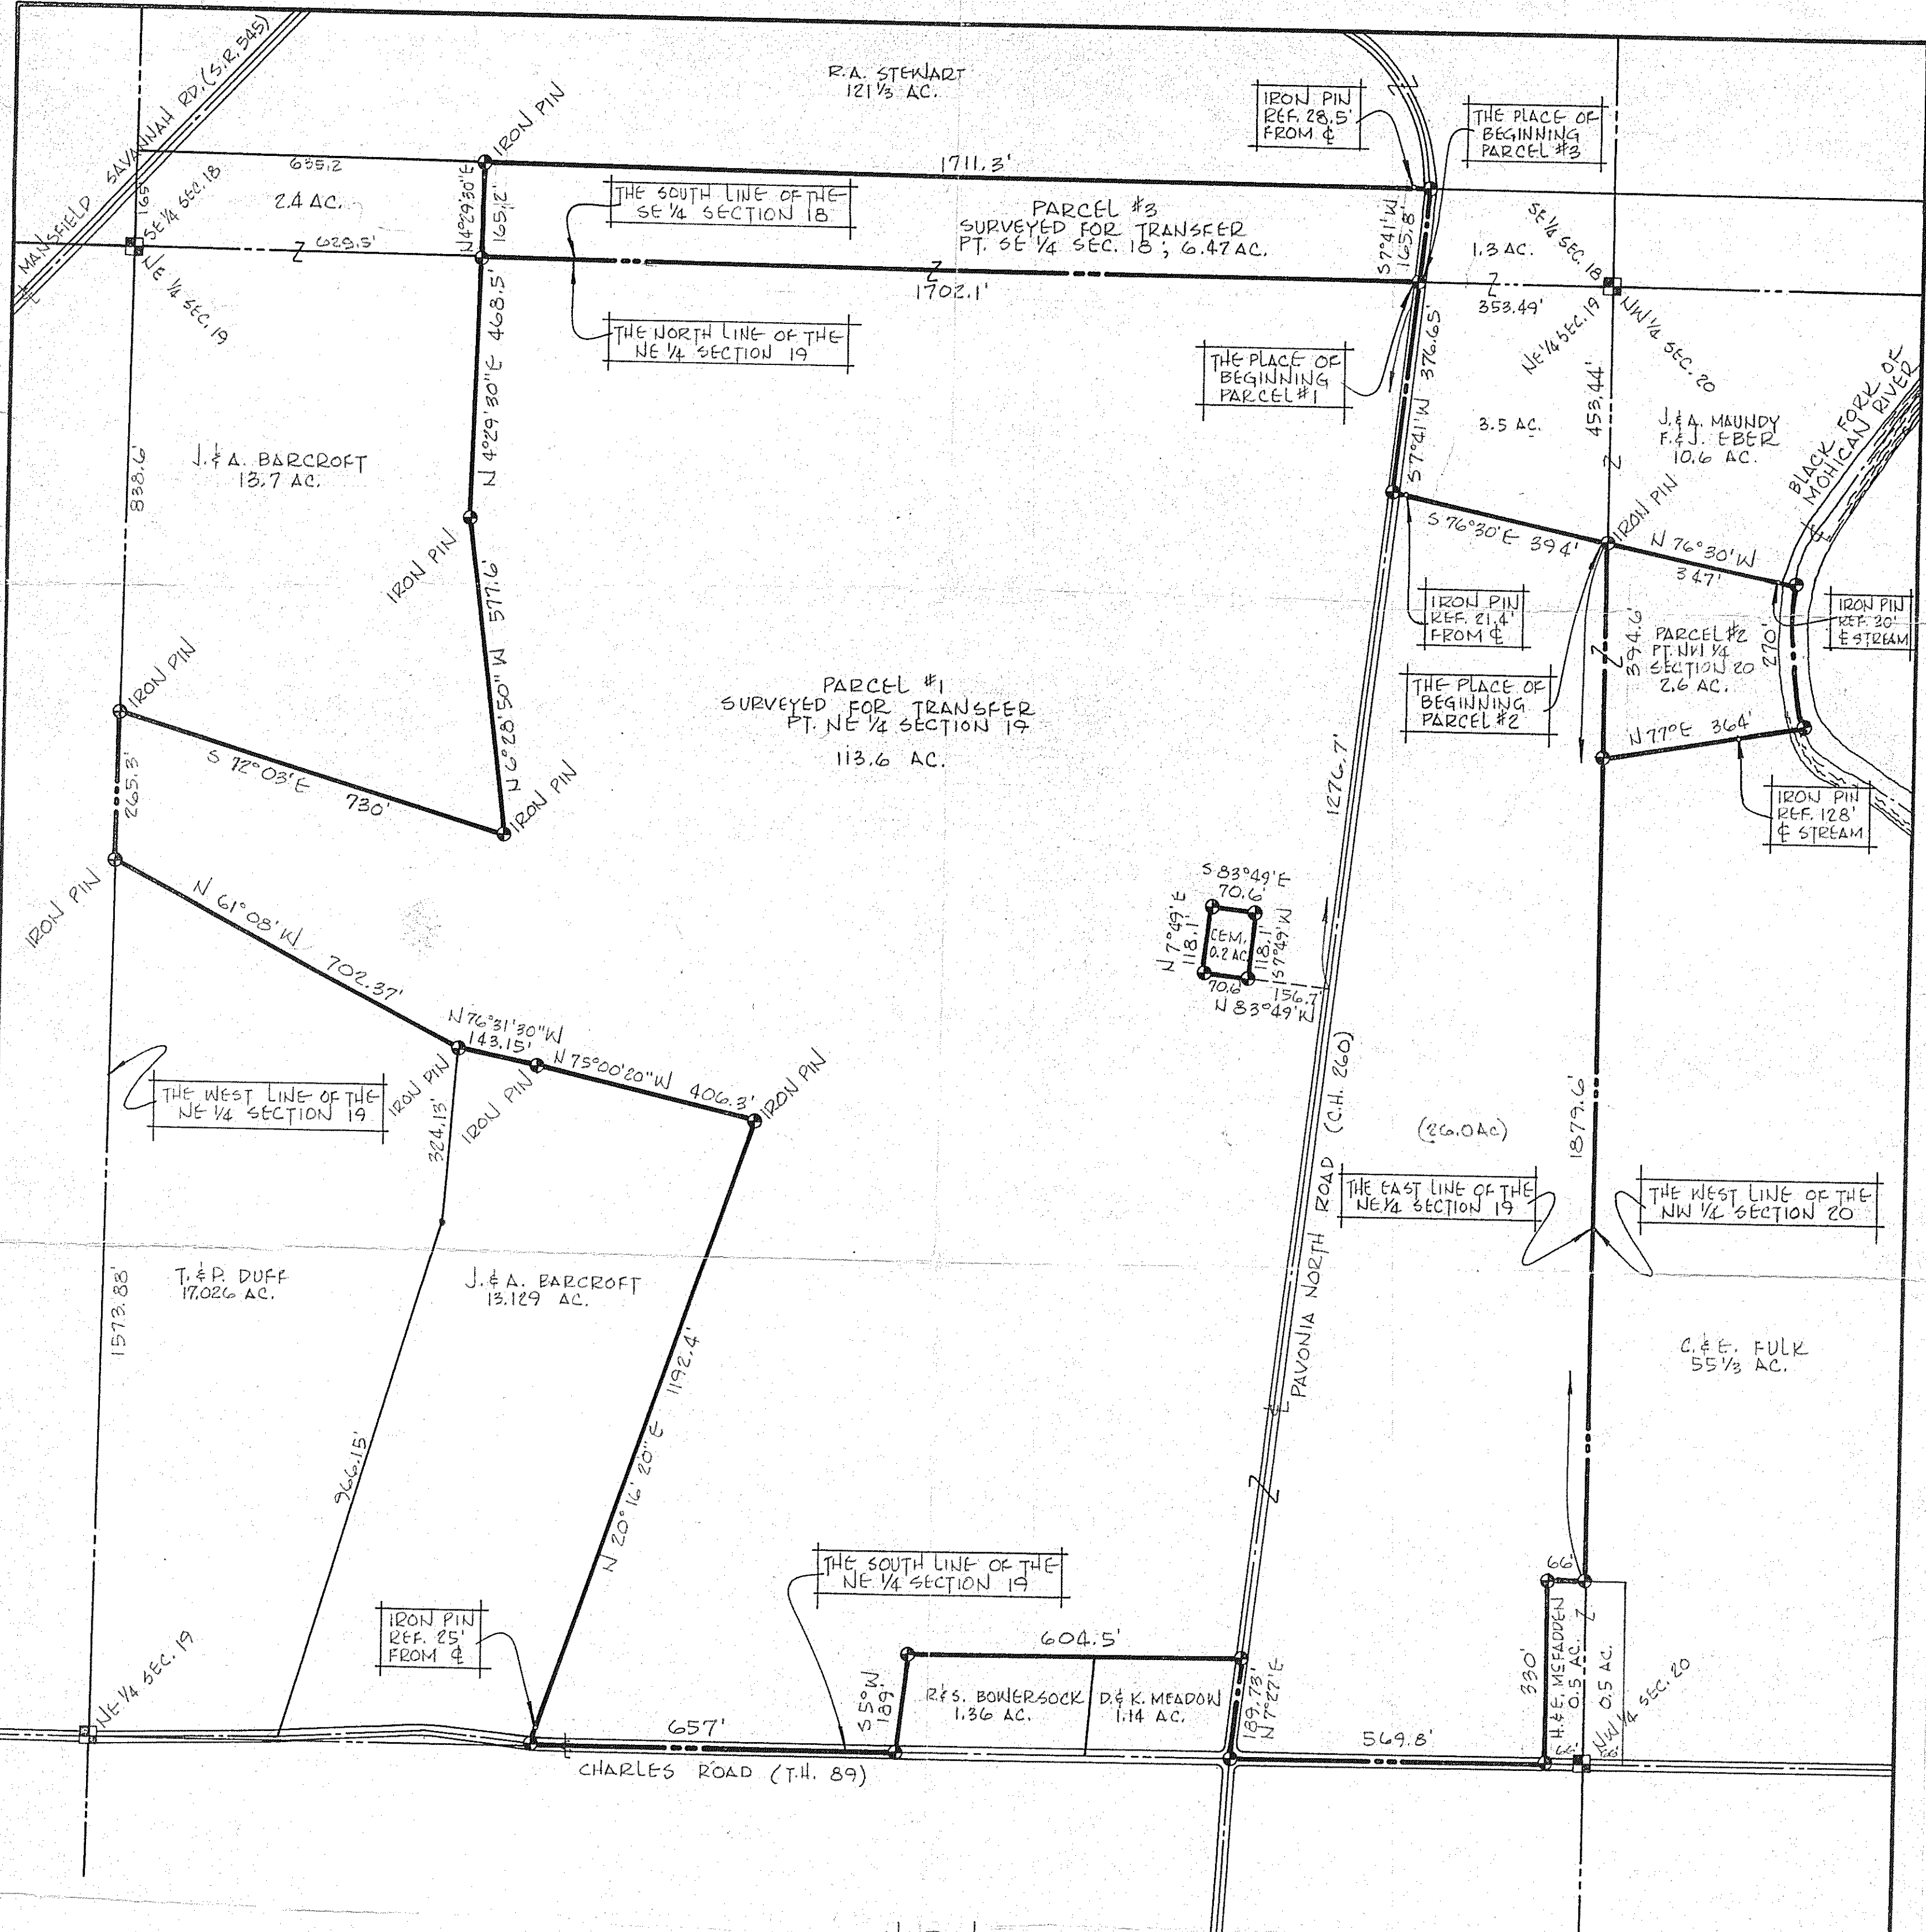 MANSFIELD SAVANNAH RD. (S.R. 545)
R.A. STEWART
121 1/3 AC.
IRON PIN
IRON PIN
REF. 28.5'
FROM ℄
THE PLACE OF
BEGINNING
PARCEL #3
635.2
165'
SE 1/4 SEC. 18
2.4 AC.
629.5'
NE 1/4 SEC. 19
N 4°29'30" E
165.2'
1711.3'
THE SOUTH LINE OF THE
SE 1/4 SECTION 18
PARCEL #3
SURVEYED FOR TRANSFER
PT. SE 1/4 SEC. 18 ; 6.47 AC.
S 7°41' W
165.8'
1.3 AC.
SE 1/4 SEC. 18
1702.1'
353.49'
THE NORTH LINE OF THE
NE 1/4 SECTION 19
N 4°29'30" E 468.5'
THE PLACE OF
BEGINNING
PARCEL #1
S 7°41' W 376.65'
NE 1/4 SEC. 19
NW 1/4 SEC. 20
453.44'
3.5 AC.
J. & A. MAUNDY
F. & J. EBER
10.6 AC.
BLACK FORK OF
MOHICAN RIVER
J. & A. BARCROFT
13.7 AC.
838.6'
IRON PIN
S 76°30' E 394'
IRON PIN
N 76°30' W
347'
IRON PIN
REF. 21.4'
FROM ℄
IRON PIN
REF. 30'
℄ STREAM
394.6'
PARCEL #2
PT. NW 1/4
SECTION 20
2.6 AC.
270'
THE PLACE OF
BEGINNING
PARCEL #2
N 77° E 364'
IRON PIN
REF. 128'
℄ STREAM
N 6°28'50" W 577.6'
IRON PIN
PARCEL #1
SURVEYED FOR TRANSFER
PT. NE 1/4 SECTION 19
113.6 AC.
S 72°03' E 730'
IRON PIN
265.3'
1276.7'
IRON PIN
N 61°08' W 702.37'
S 83°49' E
70.6'
N 7°49' E
118.1'
CEM.
0.2 AC.
118.1'
S 7°49' W
70.6'
156.7'
N 83°49' W
N 76°31'30" W
143.15'
N 75°00'20" W 406.3'
IRON PIN
IRON PIN
IRON PIN
THE WEST LINE OF THE
NE 1/4 SECTION 19
324.13'
PAVONIA NORTH ROAD (C.H. 260)
(26.0 AC)
1879.6'
THE EAST LINE OF THE
NE 1/4 SECTION 19
THE WEST LINE OF THE
NW 1/4 SECTION 20
T. & P. DUFF
17.026 AC.
J. & A. BARCROFT
13.129 AC.
1573.88'
C. & E. FULK
55 1/3 AC.
966.15'
N 20°16'20" E 1192.4'
THE SOUTH LINE OF THE
NE 1/4 SECTION 19
IRON PIN
REF. 25'
FROM ℄
NE 1/4 SEC. 19
604.5'
S 5° W
189'
R. & S. BOWERSOCK
1.36 AC.
D. & K. MEADOW
1.14 AC.
189.73'
N 7°27' E
66'
330'
H. & E. MCFADDEN
0.5 AC.
0.5 AC.
66'
NW 1/4 SEC. 20
657'
569.8'
CHARLES ROAD (T.H. 89)